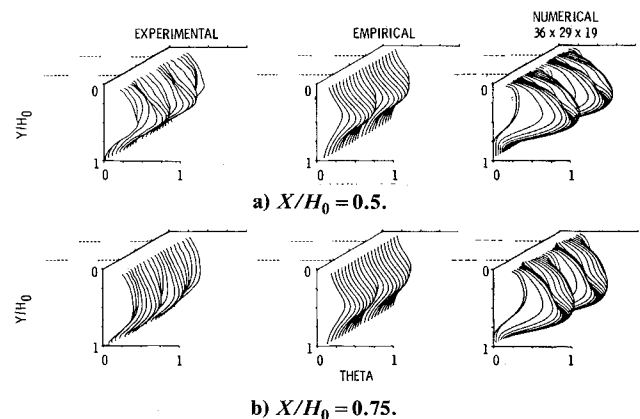 EXPERIMENTAL EMPIRICAL NUMERICAL
36 x 29 x 19
Y/H0
0 0 0
1 1 1
0 1 0 1 0 1
a) X/H0 = 0.5.
Y/H0
0 0 0
1 1 1
0 1 0 1 0 1
THETA
b) X/H0 = 0.75.